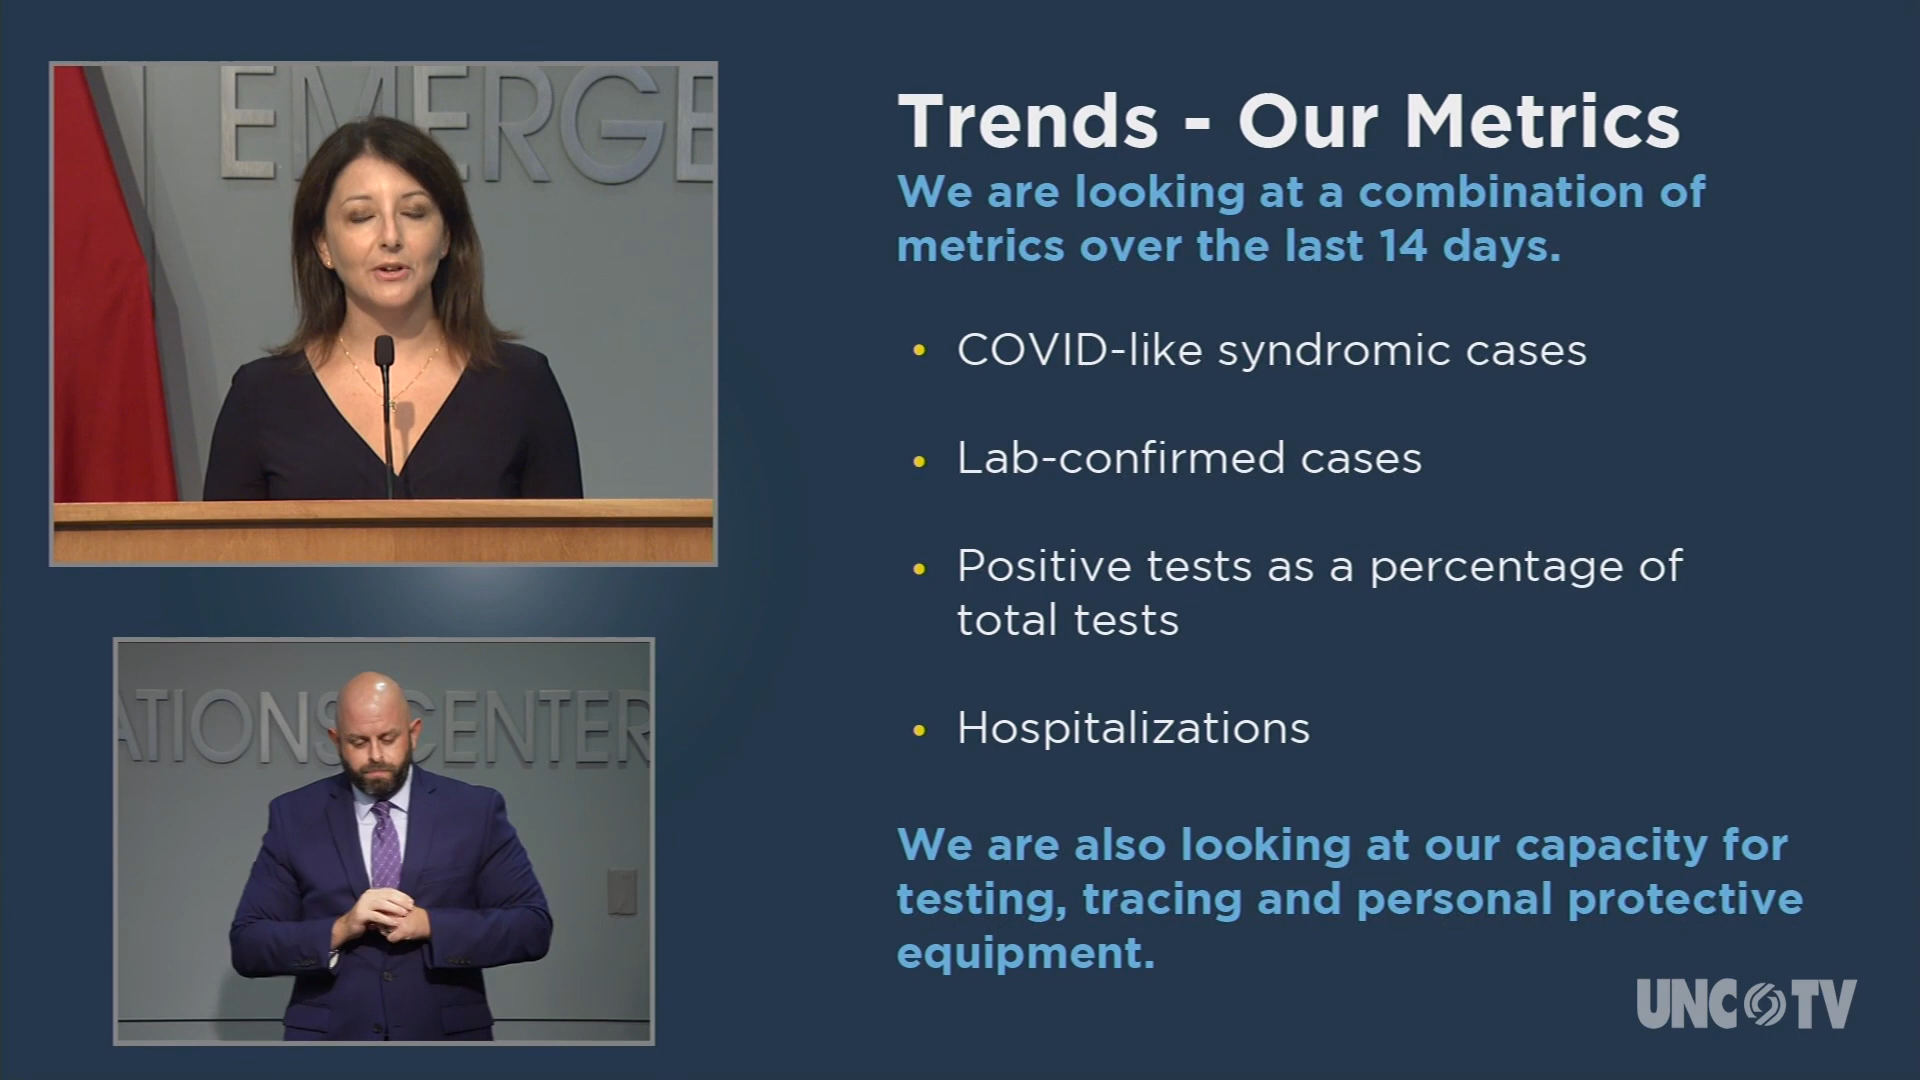 EMERGE
Trends - Our Metrics
We are looking at a combination of
metrics over the last 14 days.
• COVID-like syndromic cases
• Lab-confirmed cases
• Positive tests as a percentage of
total tests
• Hospitalizations
We are also looking at our capacity for
testing, tracing and personal protective
equipment.
ATIONS CENTER
UNC TV